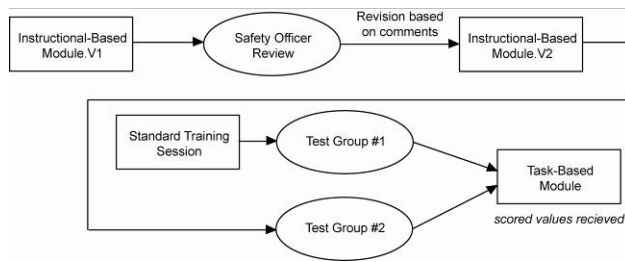 Instructional-Based
Module.V1
Safety Officer
Review
Revision based
on comments
Instructional-Based
Module.V2
Standard Training
Session
Test Group #1
Test Group #2
Task-Based
Module
scored values recieved